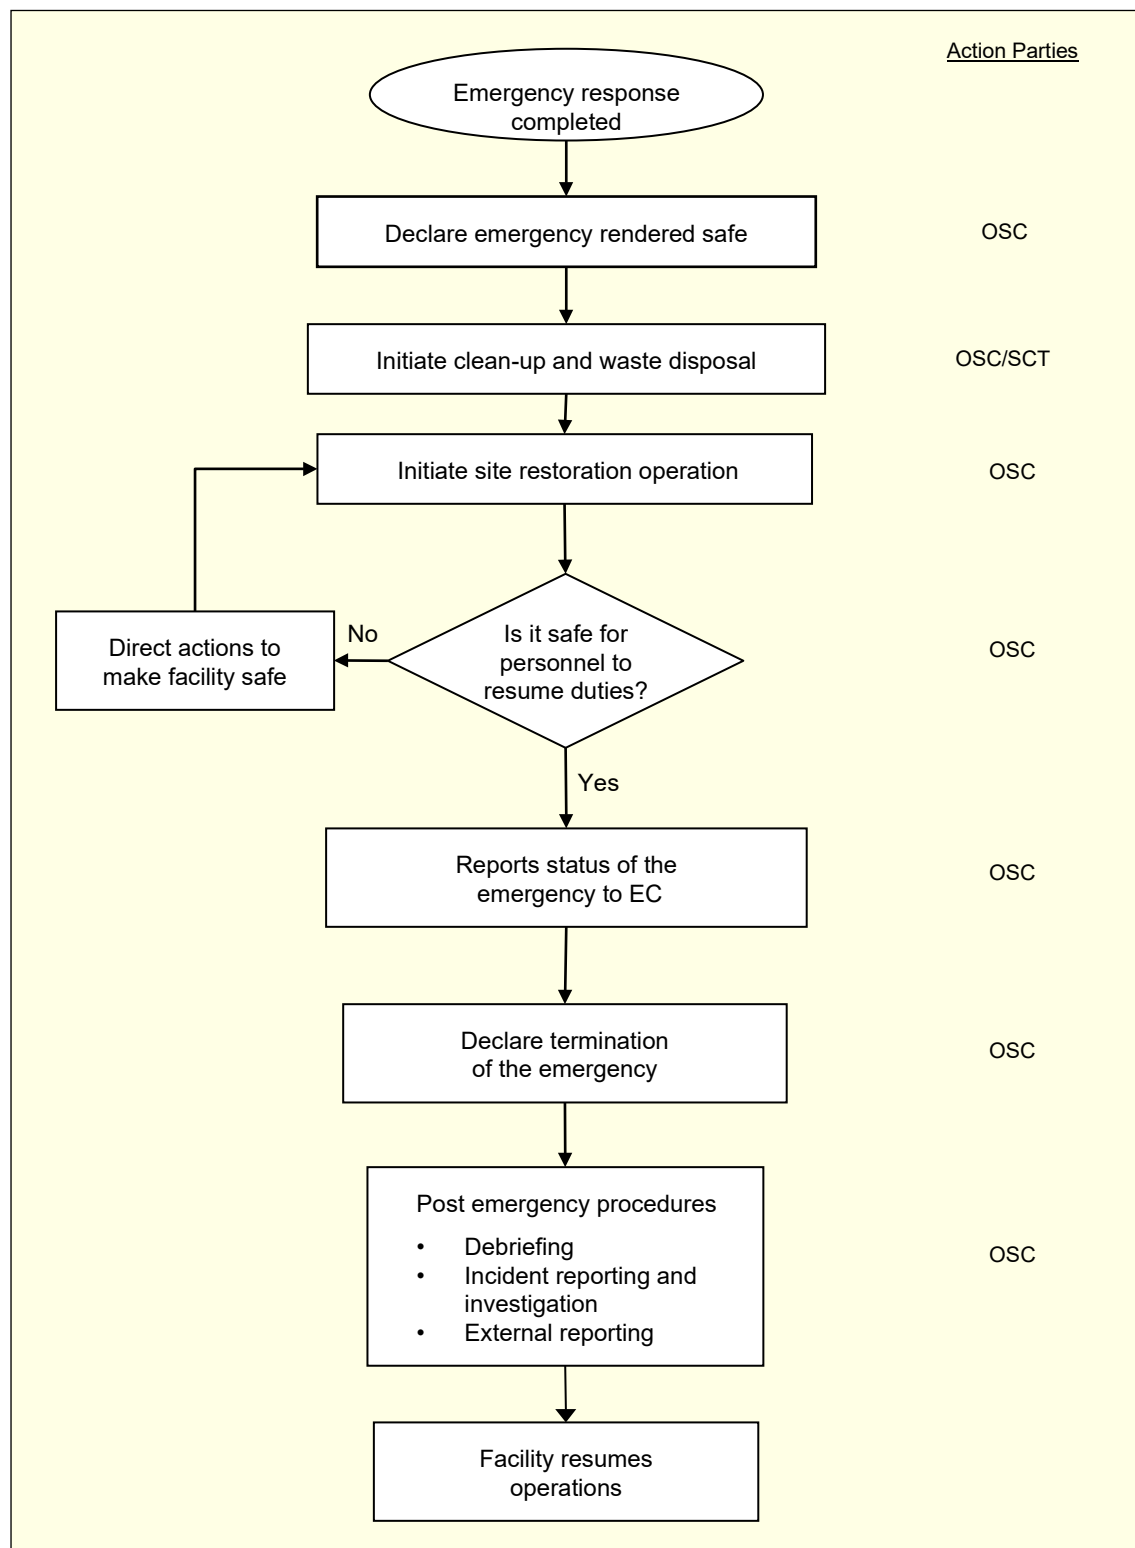 Action Parties
Emergency response
completed
Declare emergency rendered safe
OSC
Initiate clean-up and waste disposal
OSC/SCT
Initiate site restoration operation
OSC
Is it safe for
personnel to
resume duties?
No
Direct actions to
make facility safe
OSC
Yes
Reports status of the
emergency to EC
OSC
Declare termination
of the emergency
OSC
Post emergency procedures
• Debriefing
• Incident reporting and
investigation
• External reporting
OSC
Facility resumes
operations